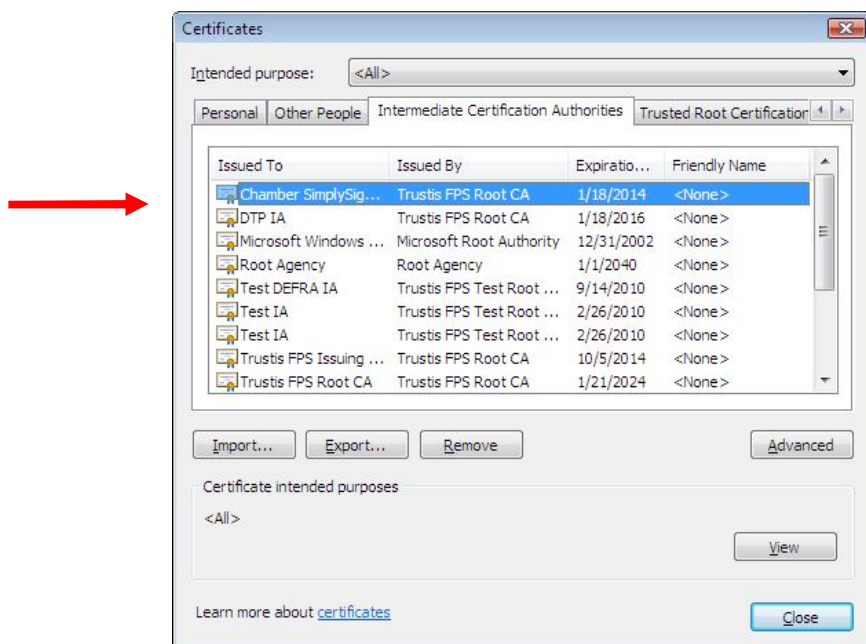 Certificates
Intended purpose: <All>
Personal Other People Intermediate Certification Authorities Trusted Root Certification
Issued To Issued By Expiratio... Friendly Name
Chamber SimplySig... Trustis FPS Root CA 1/18/2014 <None>
DTP IA Trustis FPS Root CA 1/18/2016 <None>
Microsoft Windows ... Microsoft Root Authority 12/31/2002 <None>
Root Agency Root Agency 1/1/2040 <None>
Test DEFRA IA Trustis FPS Test Root ... 9/14/2010 <None>
Test IA Trustis FPS Test Root ... 2/26/2010 <None>
Test IA Trustis FPS Test Root ... 2/26/2010 <None>
Trustis FPS Issuing ... Trustis FPS Root CA 10/5/2014 <None>
Trustis FPS Root CA Trustis FPS Root CA 1/21/2024 <None>
Import... Export... Remove Advanced
Certificate intended purposes
<All>
View
Learn more about certificates
Close